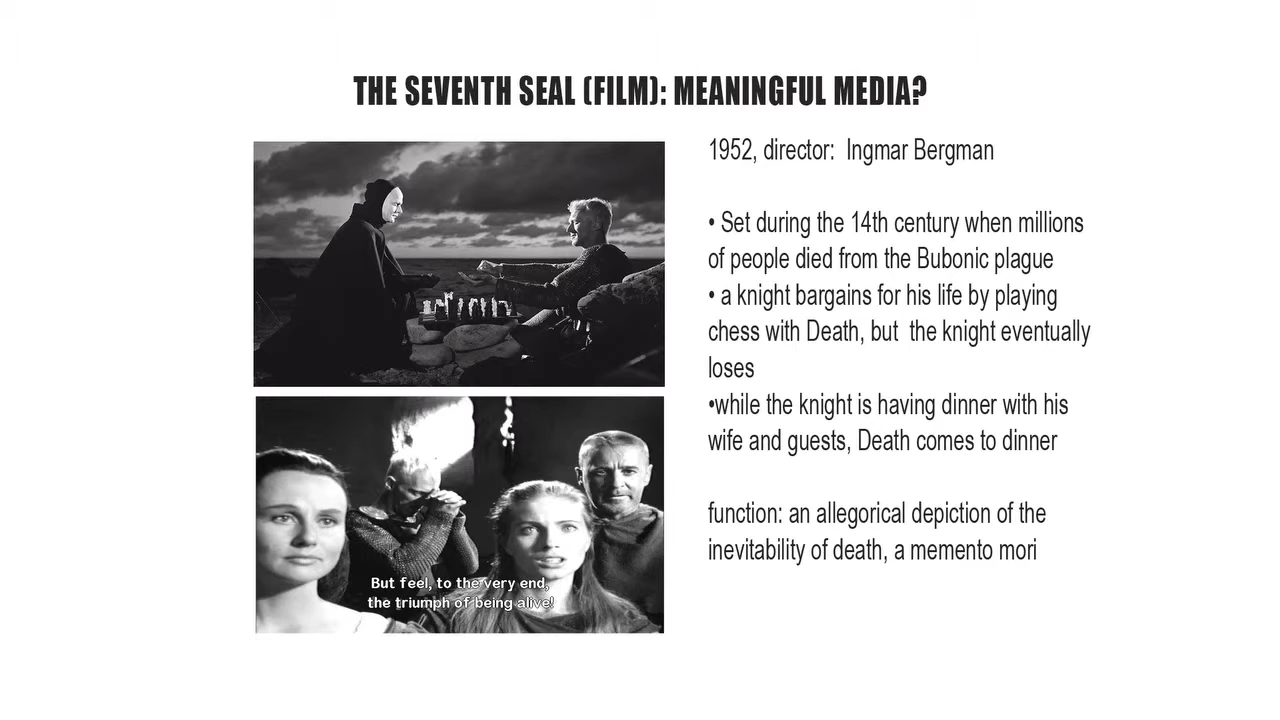 THE SEVENTH SEAL (FILM): MEANINGFUL MEDIA?
1952, director:  Ingmar Bergman
• Set during the 14th century when millions
of people died from the Bubonic plague
• a knight bargains for his life by playing
chess with Death, but  the knight eventually
loses
•while the knight is having dinner with his
wife and guests, Death comes to dinner
function: an allegorical depiction of the
inevitability of death, a memento mori
But feel, to the very end,
the triumph of being alive!